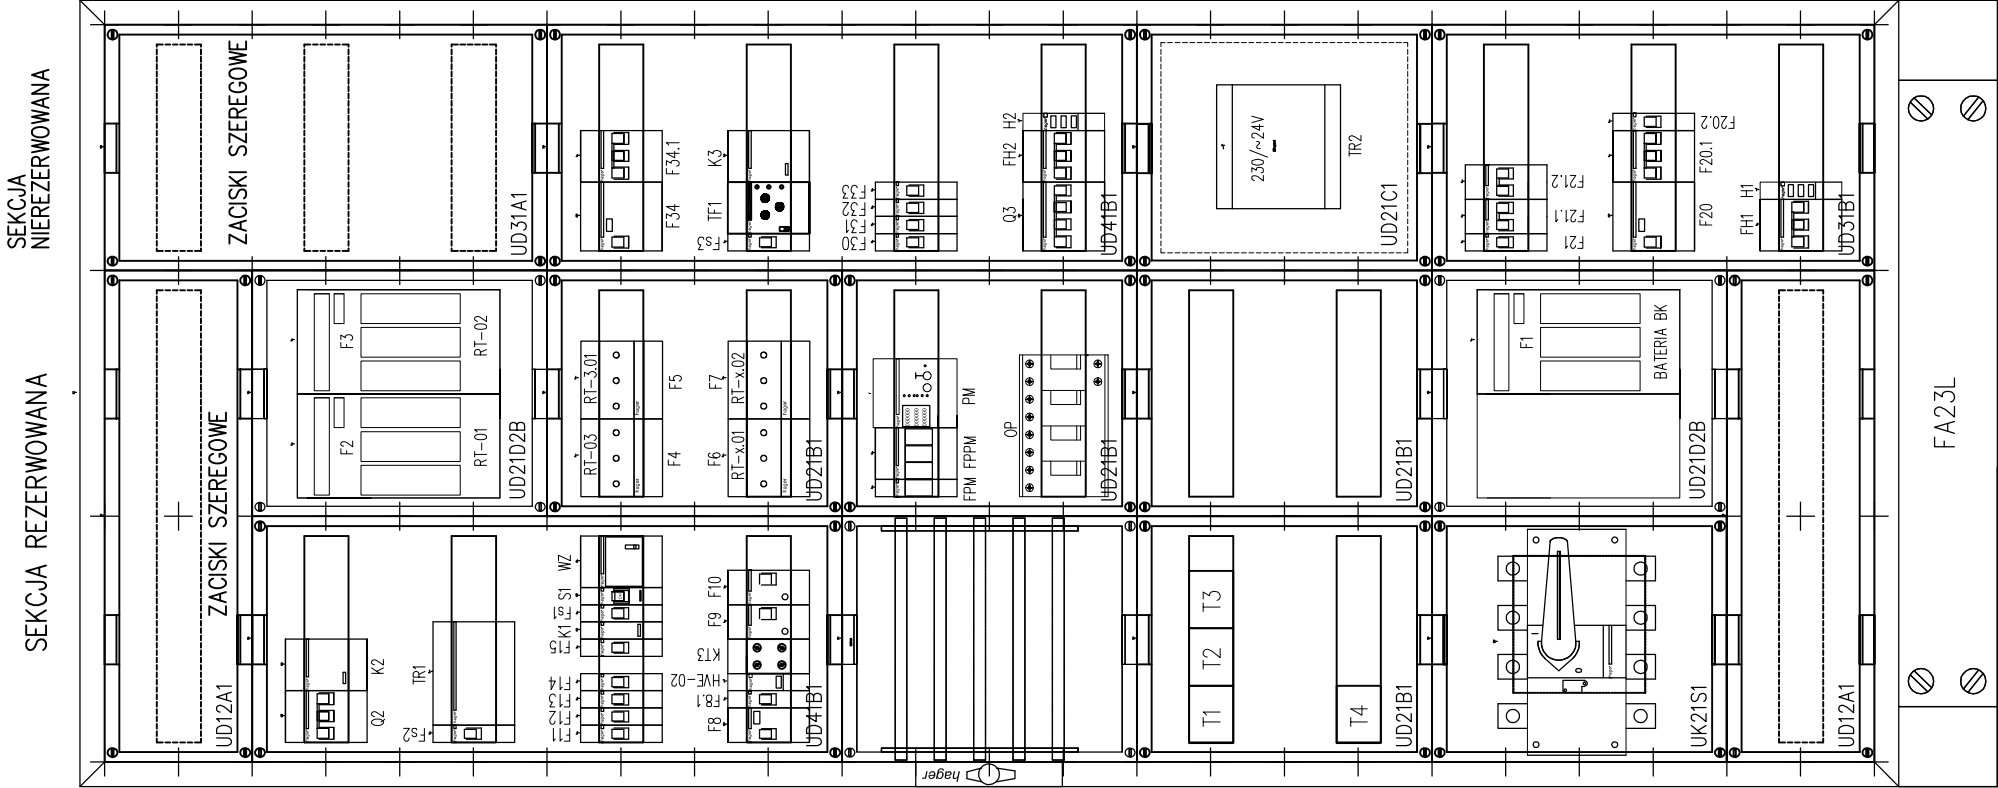 SEKCJA
NIEREZERWOWANA
ZACISKI SZEREGOWE
UD31A1
F34.1
F34
K3
TF1
Fs3
F33
F32
F31
F30
H2
FH2
Q3
UD41B1
230/~24V
TR2
UD21C1
F21.2
F21.1
F21
F20.2
F20.1
F20
H1
FH1
UD31B1
SEKCJA REZERWOWANA
ZACISKI SZEREGOWE
UD12A1
F3
RT-02
F2
RT-01
UD21D2B
RT-3.01
F5
RT-03
F4
F7
RT-x.02
F6
RT-x.01
UD21B1
PM
FPPM
FPM
OP
UD21B1
UD21B1
F1
BATERIA BK
UD21D2B
UD12A1
K2
Q2
TR1
Fs2
WZ
S1
Fs1
K1
F15
F14
F13
F12
F11
F10
F9
KT3
HVE-02
F8.1
F8
UD41B1
T3
T2
T1
T4
UD21B1
UK21S1
hager
FA23L